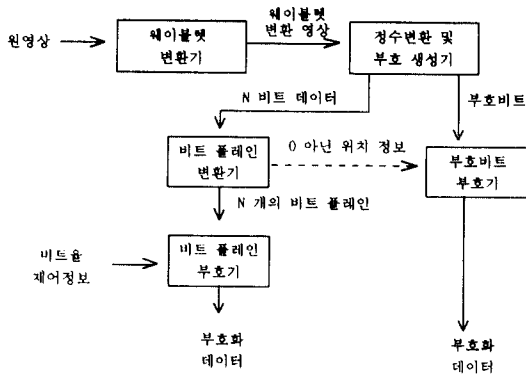 원영상
웨이블렛
변환기
웨이블렛
변환 영상
정수변환 및
부호 생성기
N 비트 데이터
부호비트
비트 플레인
변환기
0 아닌 위치 정보
부호비트
부호기
N 개의 비트 플레인
비트율
제어정보
비트 플레인
부호기
부호화
데이터
부호화
데이터